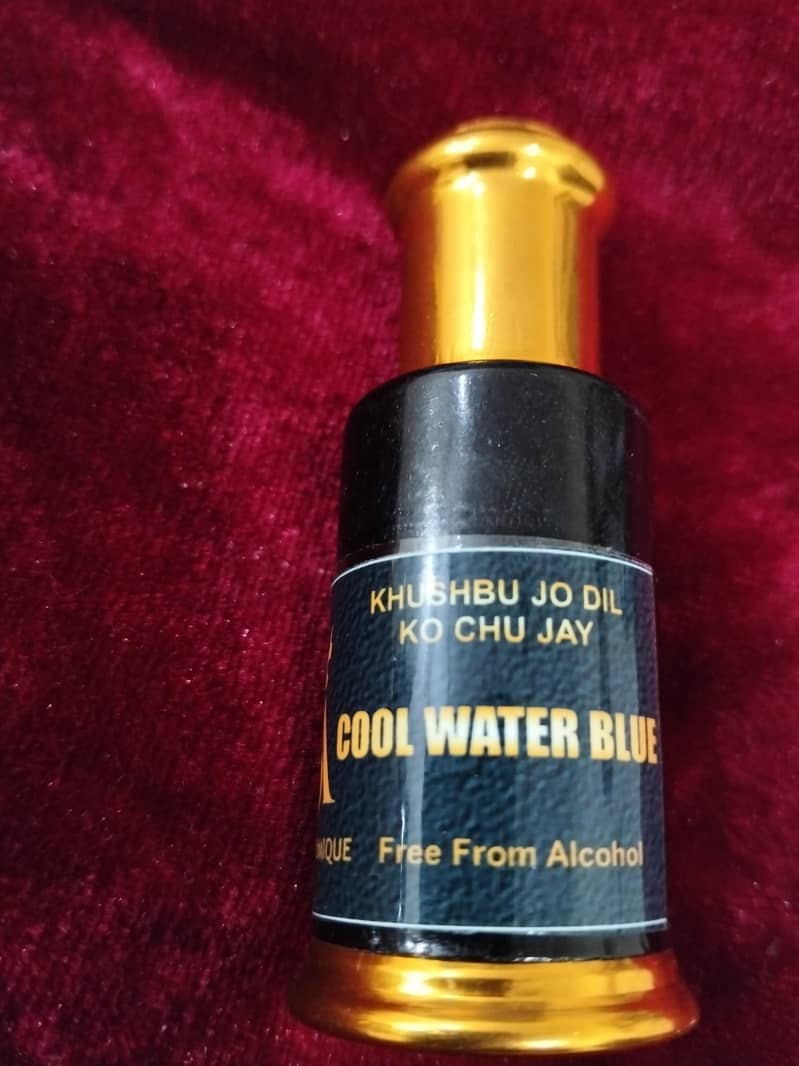 KHUSHBU JO DIL
KO CHU JAY
COOL WATER BLUE
Free From Alcohol